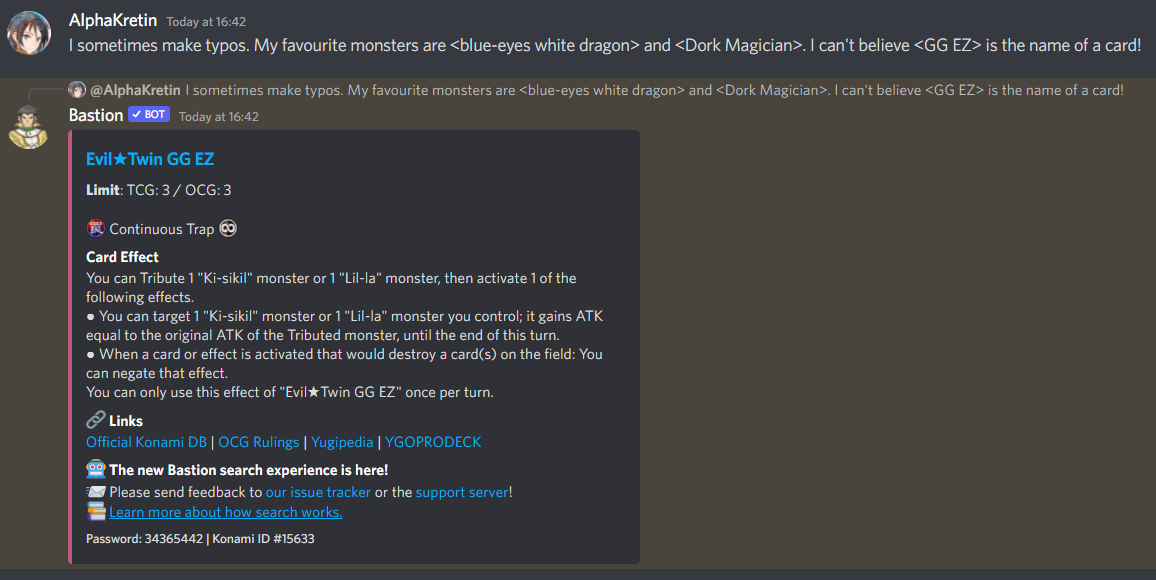 AlphaKretin Today at 16:42
I sometimes make typos. My favourite monsters are <blue-eyes white dragon> and <Dork Magician>. I can't believe <GG EZ> is the name of a card!
@AlphaKretin I sometimes make typos. My favourite monsters are <blue-eyes white dragon> and <Dork Magician>. I can't believe <GG EZ> is the name of a card!
Bastion ✓ BOT Today at 16:42
Evil★Twin GG EZ
Limit: TCG: 3 / OCG: 3
Continuous Trap
Card Effect
You can Tribute 1 "Ki-sikil" monster or 1 "Lil-la" monster, then activate 1 of the
following effects.
● You can target 1 "Ki-sikil" monster or 1 "Lil-la" monster you control; it gains ATK
equal to the original ATK of the Tributed monster, until the end of this turn.
● When a card or effect is activated that would destroy a card(s) on the field: You
can negate that effect.
You can only use this effect of "Evil★Twin GG EZ" once per turn.
Links
Official Konami DB | OCG Rulings | Yugipedia | YGOPRODECK
The new Bastion search experience is here!
Please send feedback to our issue tracker or the support server!
Learn more about how search works.
Password: 34365442 | Konami ID #15633